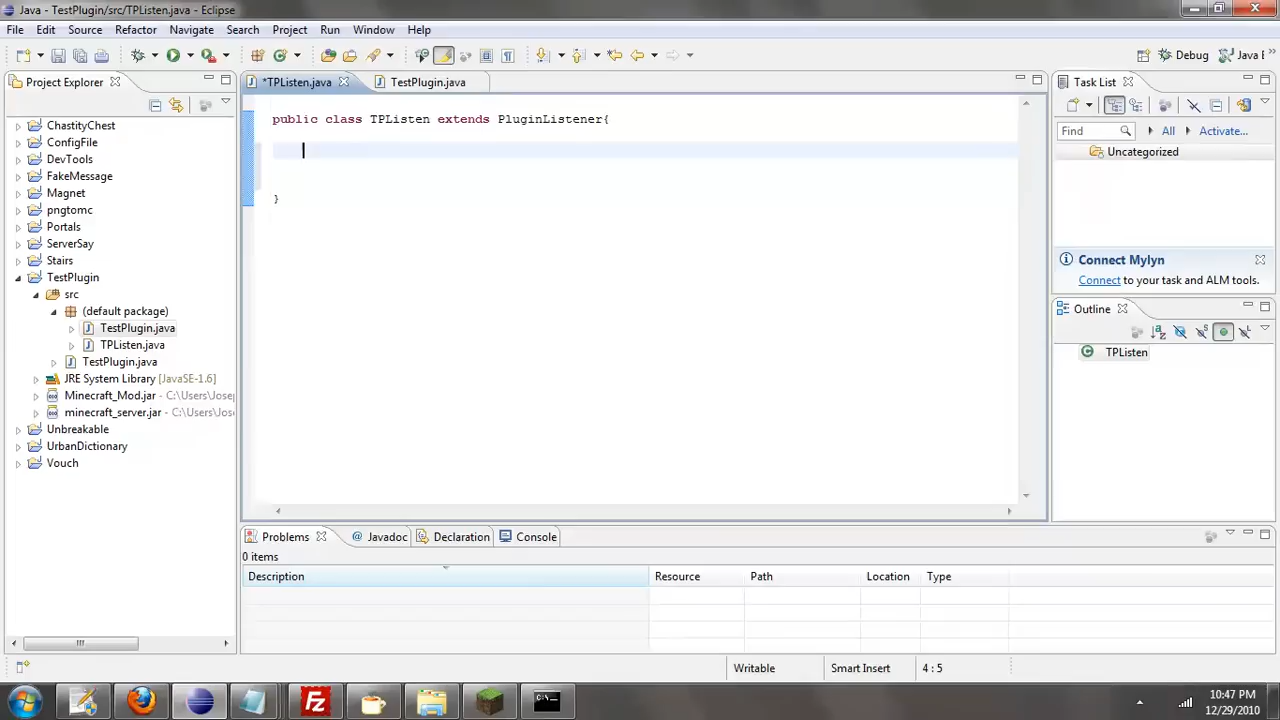 Java - TestPlugin/src/TPListen.java - Eclipse
File Edit Source Refactor Navigate Search Project Run Window Help
Debug Java E
Project Explorer
*TPListen.java TestPlugin.java
Task List
ChastityChest
ConfigFile
DevTools
FakeMessage
Magnet
pngtomc
Portals
ServerSay
Stairs
TestPlugin
src
(default package)
TestPlugin.java
TPListen.java
TestPlugin.java
JRE System Library [JavaSE-1.6]
Minecraft_Mod.jar - C:\Users\Josep
minecraft_server.jar - C:\Users\Jos
Unbreakable
UrbanDictionary
Vouch
public class TPListen extends PluginListener{
}
Find All Activate...
Uncategorized
Connect Mylyn
Connect to your task and ALM tools.
Outline
TPListen
Problems @ Javadoc Declaration Console
0 items
Description Resource Path Location Type
Writable Smart Insert 4 : 5
10:47 PM
12/29/2010